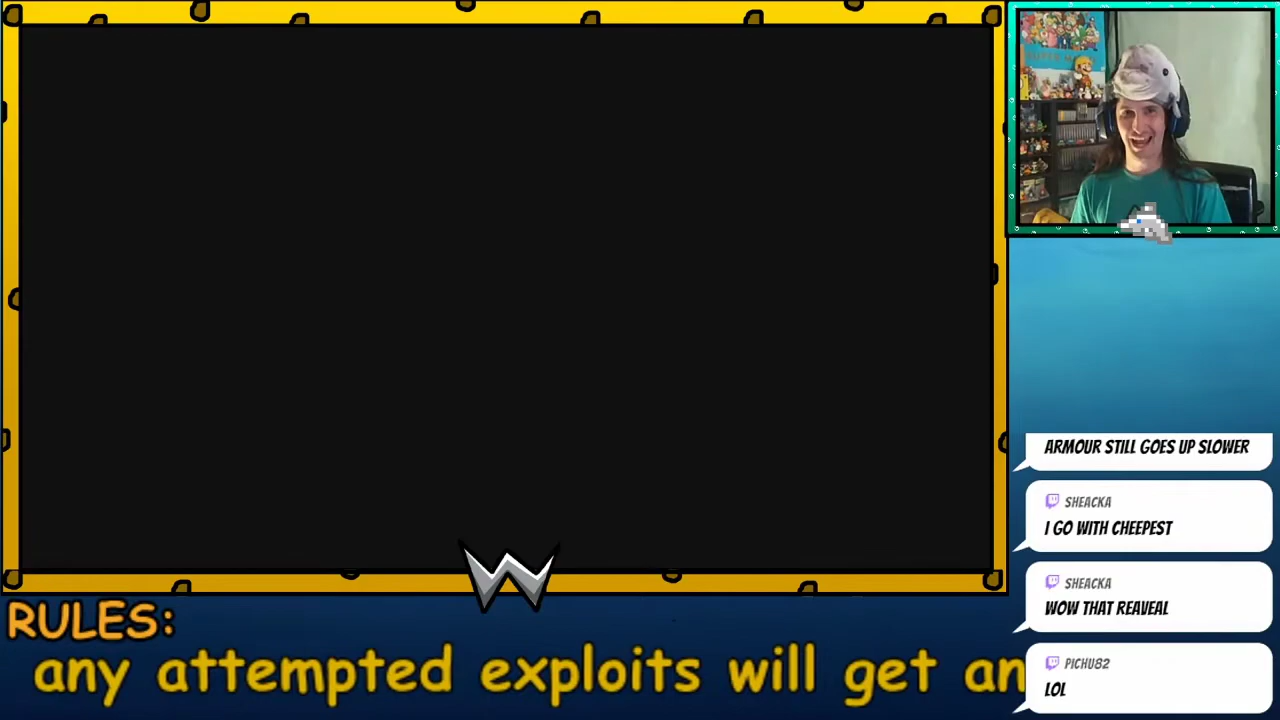 ARMOUR STILL GOES UP SLOWER
SHEACKA
I GO WITH CHEEPEST
SHEACKA
WOW THAT REAVEAL
PICHU82
LOL
RULES:
any attempted exploits will get an